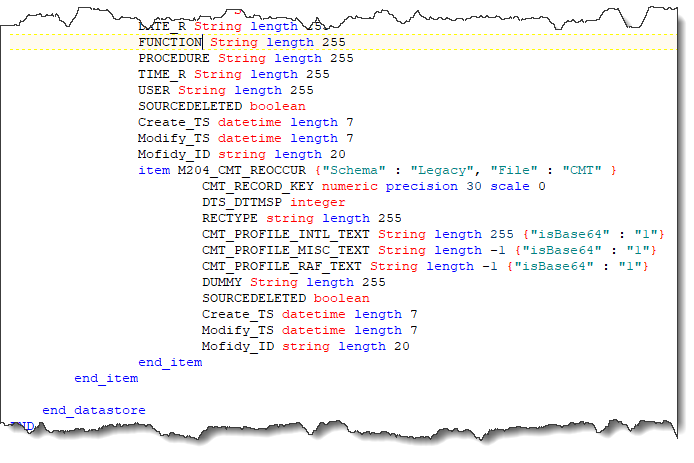 String length
FUNCTION String length 255
PROCEDURE String length 255
TIME_R String length 255
USER String length 255
SOURCEDELETED boolean
Create_TS datetime length 7
Modify_TS datetime length 7
Mofidy_ID string length 20
item M204_CMT_REOCCUR {"Schema" : "Legacy", "File" : "CMT" }
CMT_RECORD_KEY numeric precision 30 scale 0
DTS_DTTMSP integer
RECTYPE string length 255
CMT_PROFILE_INTL_TEXT String length 255 {"isBase64" : "1"}
CMT_PROFILE_MISC_TEXT String length -1 {"isBase64" : "1"}
CMT_PROFILE_RAF_TEXT String length -1 {"isBase64" : "1"}
DUMMY String length 255
SOURCEDELETED boolean
Create_TS datetime length 7
Modify_TS datetime length 7
Mofidy_ID string length 20
end_item
end_item
end_datastore